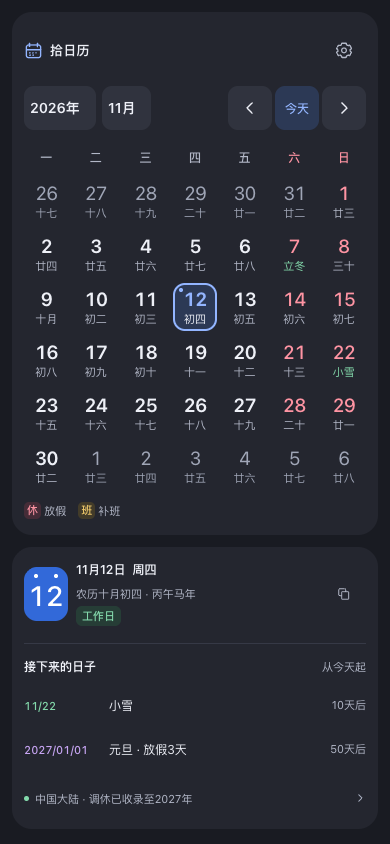 拾日历
2026年 11月 今天
一 二 三 四 五 六 日
26 27 28 29 30 31 1
十七 十八 十九 二十 廿一 廿二 廿三
2 3 4 5 6 7 8
廿四 廿五 廿六 廿七 廿八 立冬 三十
9 10 11 12 13 14 15
十月 初二 初三 初四 初五 初六 初七
16 17 18 19 20 21 22
初八 初九 初十 十一 十二 十三 小雪
23 24 25 26 27 28 29
十五 十六 十七 十八 十九 二十 廿一
30 1 2 3 4 5 6
廿二 廿三 廿四 廿五 廿六 廿七 廿八
休 放假 班 补班
11月12日 周四
12
农历十月初四 · 丙午马年
工作日
接下来的日子 从今天起
11/22 小雪 10天后
2027/01/01 元旦 · 放假3天 50天后
中国大陆 · 调休已收录至2027年